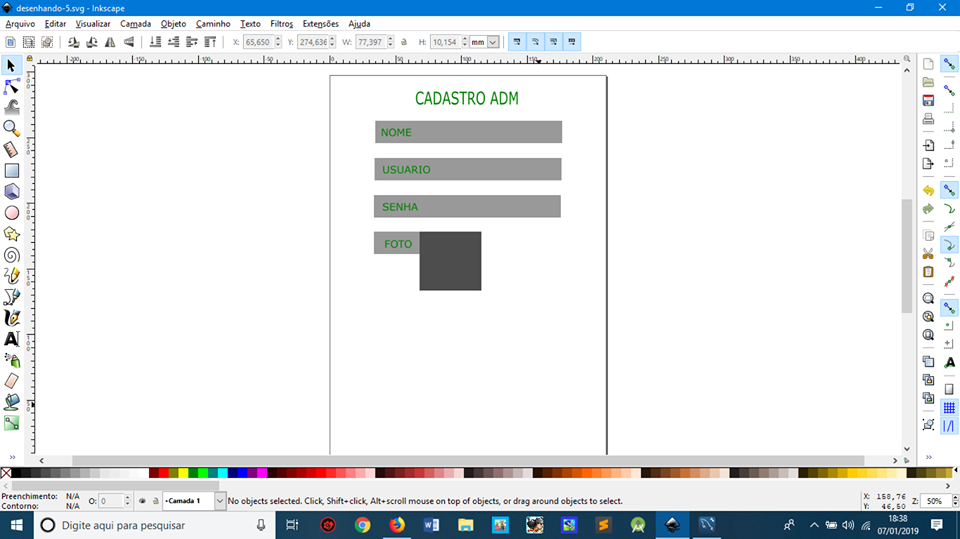 desenhando-5.svg - Inkscape
Arquivo Editar Visualizar Camada Objeto Caminho Texto Filtros Extensões Ajuda
X: 65,650 Y: 274,636 W: 77,397 H: 10,154 mm
CADASTRO ADM
NOME
USUARIO
SENHA
FOTO
Preenchimento: N/A
Contorno: N/A
O: 0
Camada 1
No objects selected. Click, Shift+click, Alt+scroll mouse on top of objects, or drag around objects to select.
X: 158,76
Y: 46,50
Z: 50%
Digite aqui para pesquisar
18:38
07/01/2019